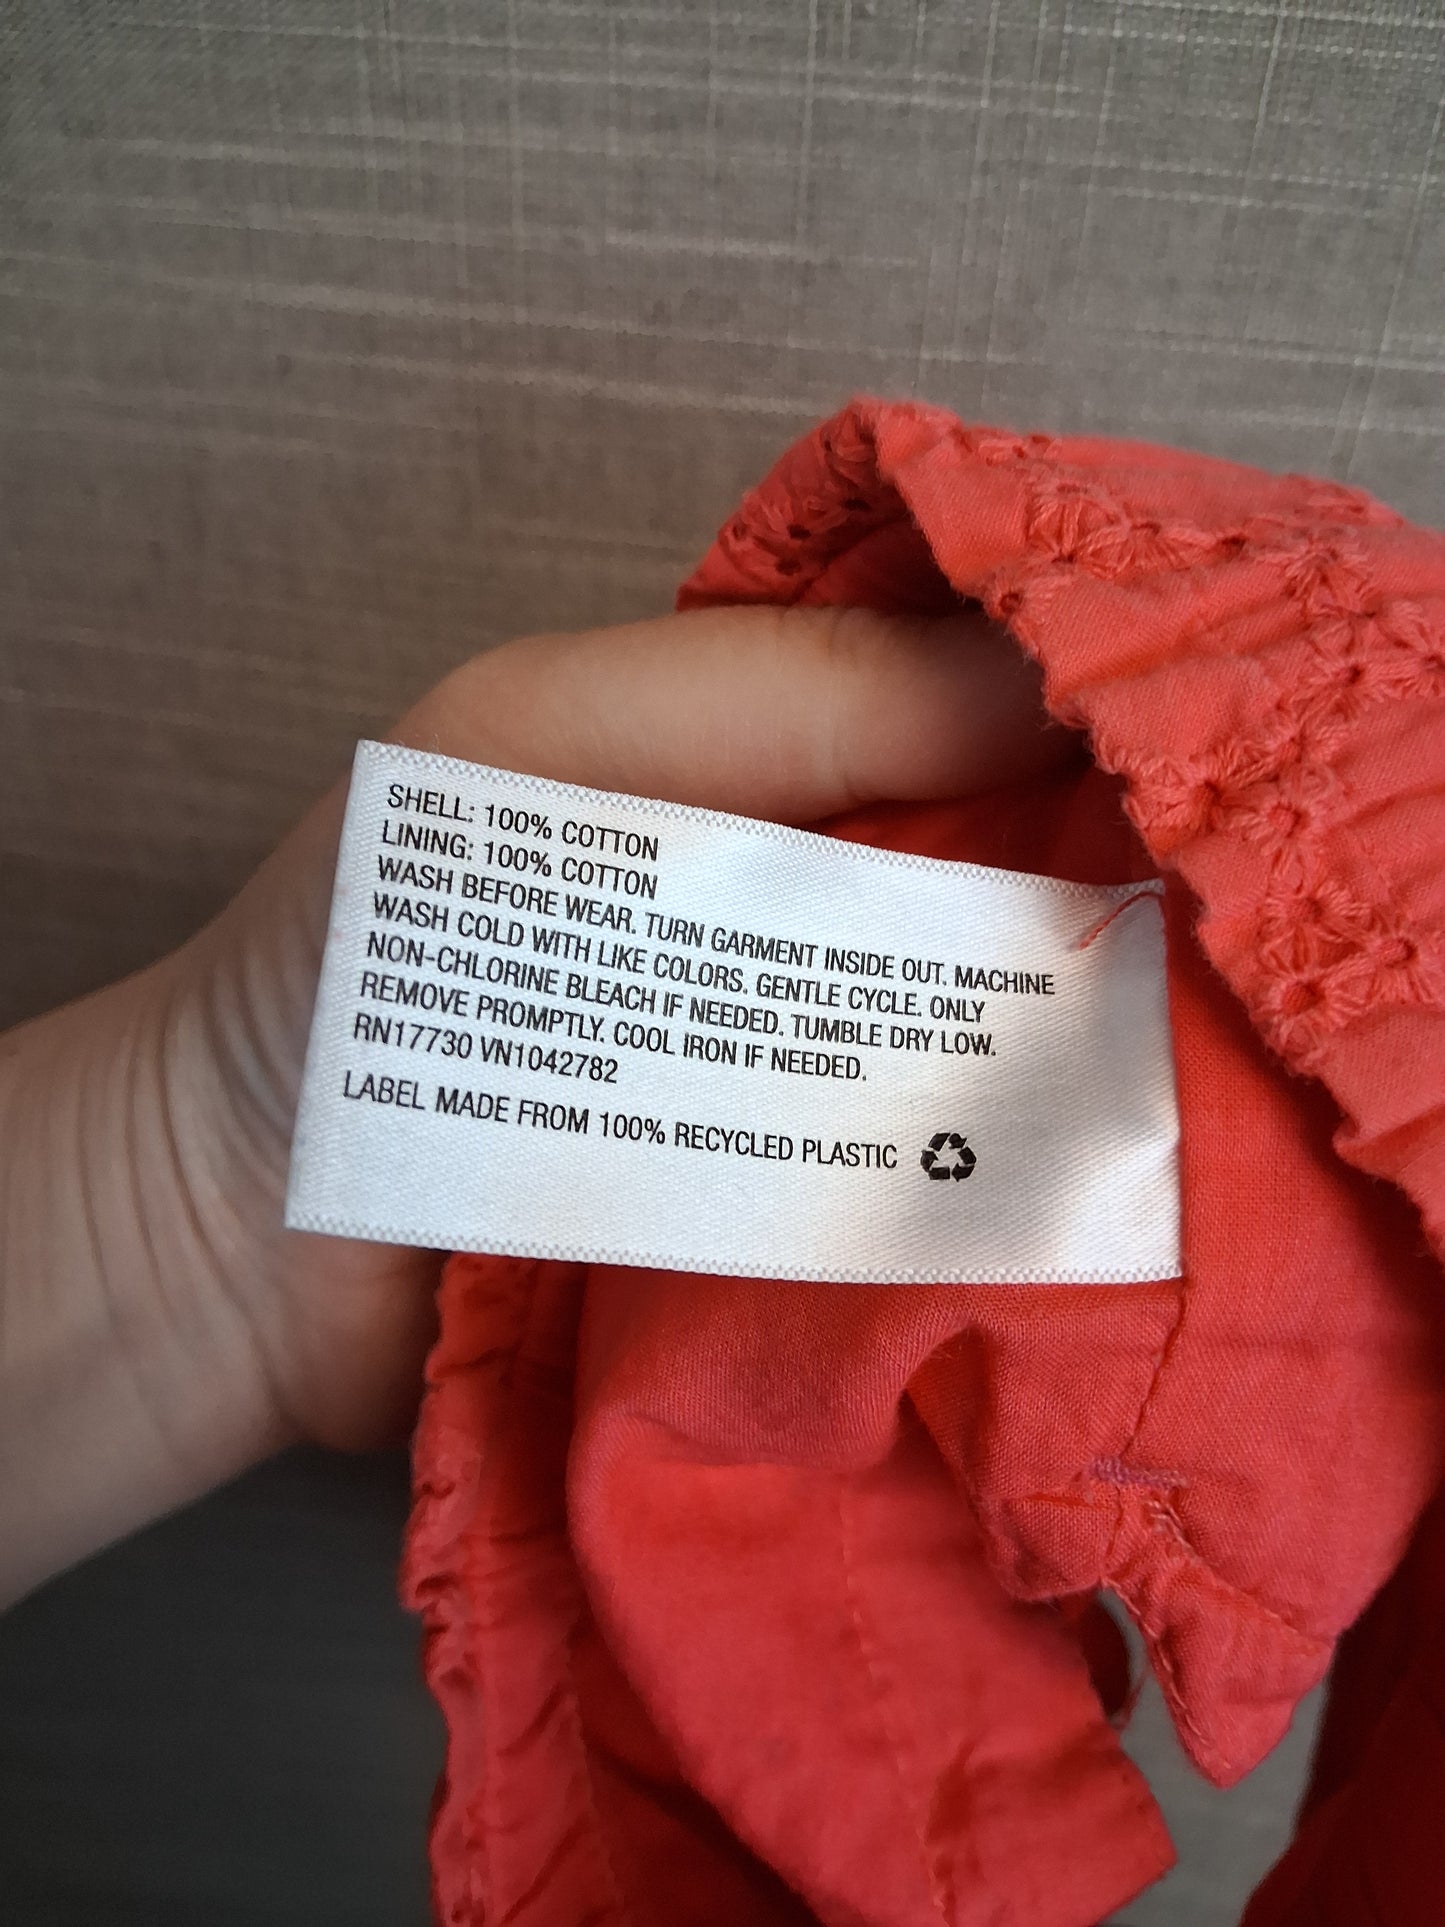 SHELL: 100% COTTON
LINING: 100% COTTON
WASH BEFORE WEAR. TURN GARMENT INSIDE OUT. MACHINE
WASH COLD WITH LIKE COLORS. GENTLE CYCLE. ONLY
NON-CHLORINE BLEACH IF NEEDED. TUMBLE DRY LOW.
REMOVE PROMPTLY. COOL IRON IF NEEDED.
RN17730 VN1042782
LABEL MADE FROM 100% RECYCLED PLASTIC